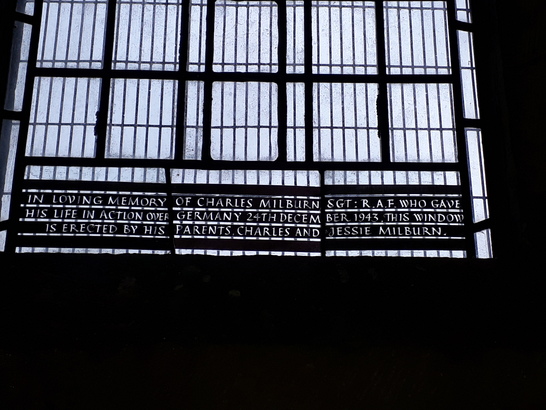 IN LOVING MEMORY OF CHARLES MILBURN SGT: R.A.F. WHO GAVE
HIS LIFE IN ACTION OVER GERMANY 24TH DECEMBER 1943. THIS WINDOW
IS ERECTED BY HIS PARENTS. CHARLES AND JESSIE MILBURN.